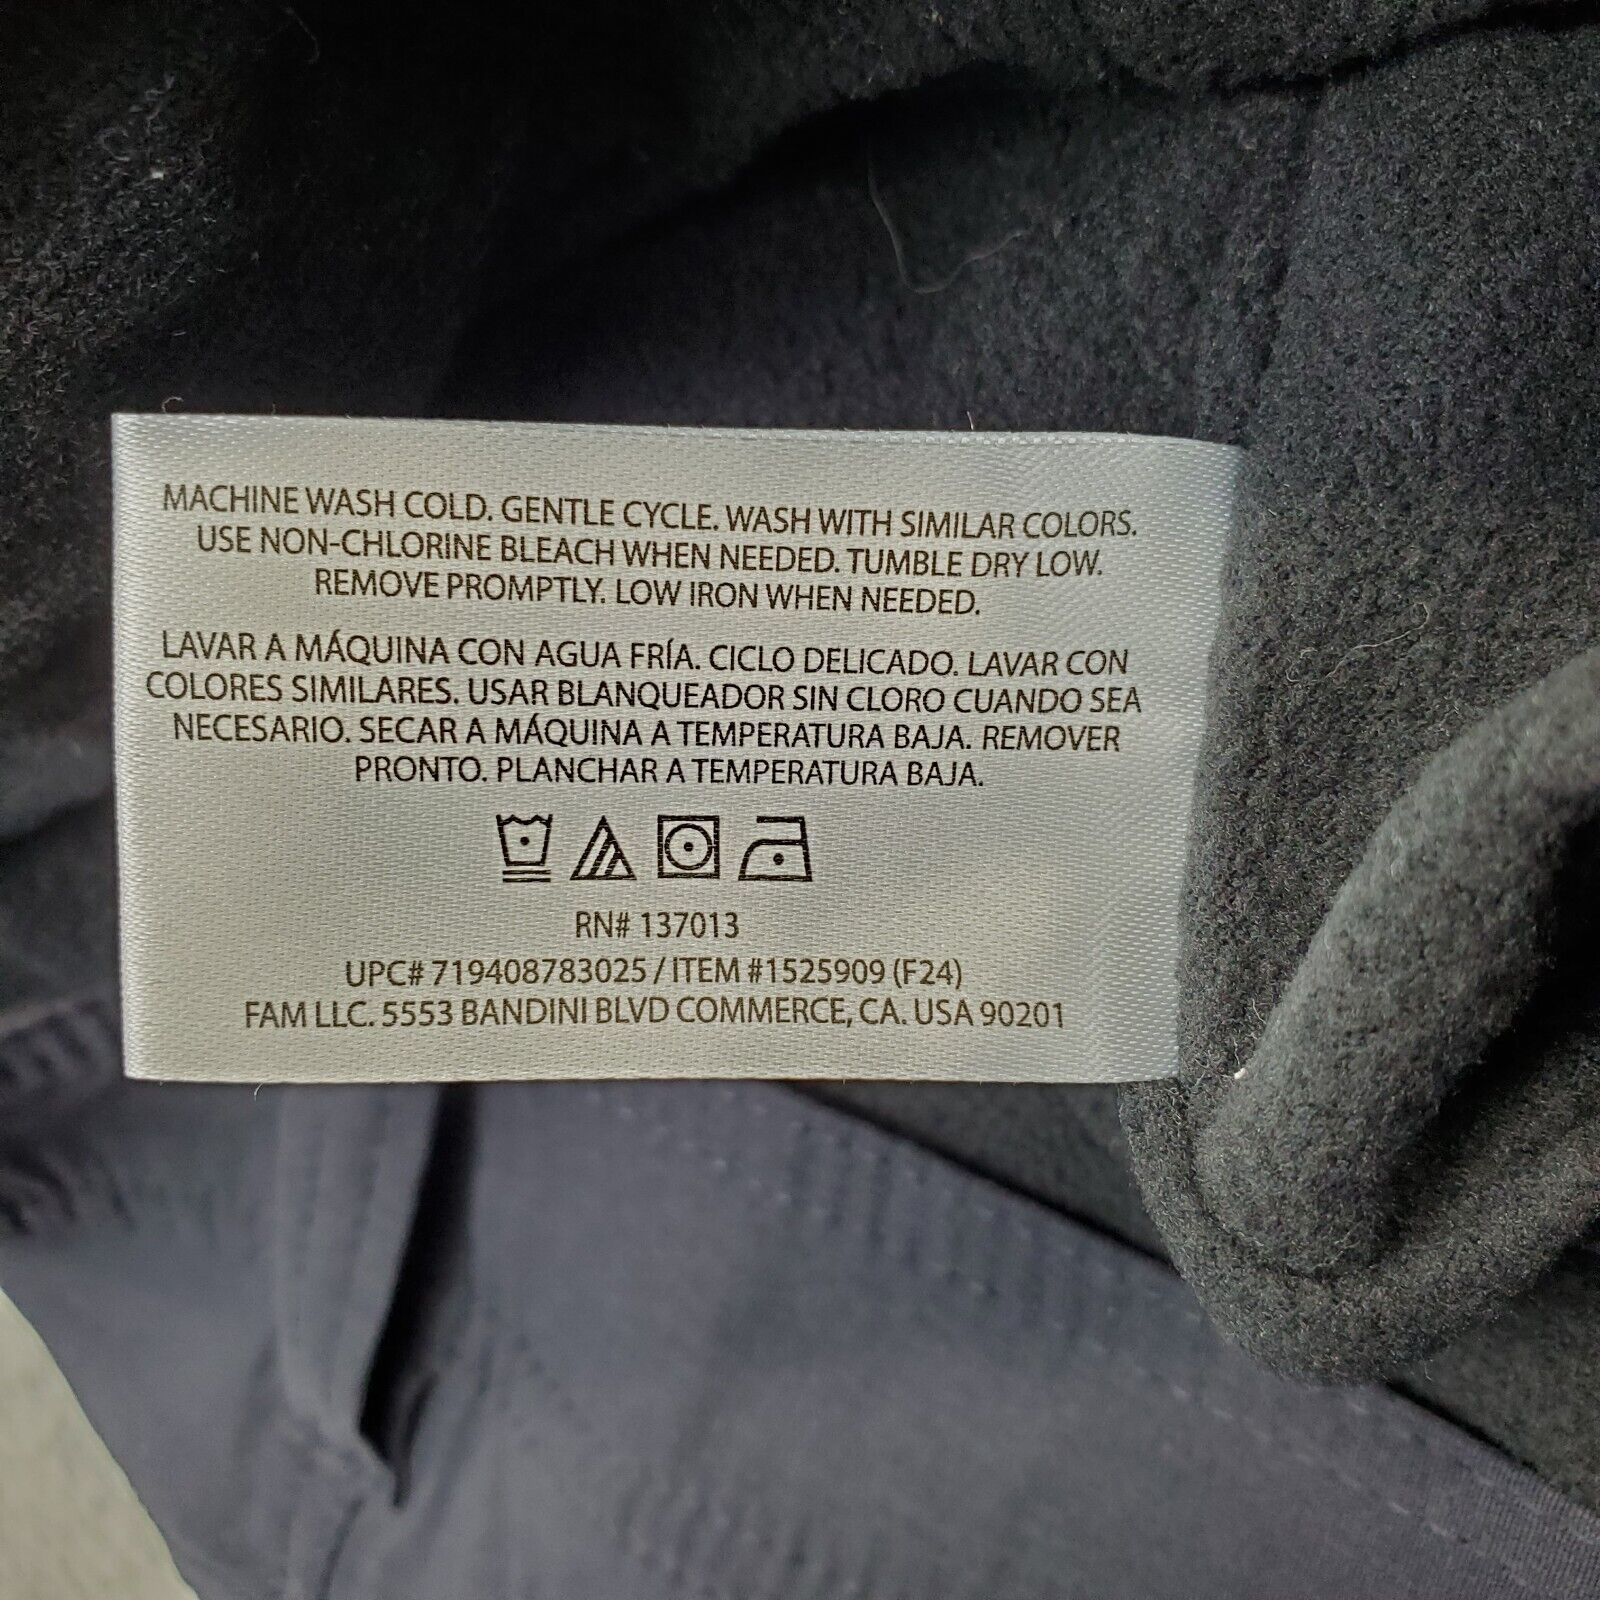 MACHINE WASH COLD. GENTLE CYCLE. WASH WITH SIMILAR COLORS.
USE NON-CHLORINE BLEACH WHEN NEEDED. TUMBLE DRY LOW.
REMOVE PROMPTLY. LOW IRON WHEN NEEDED.
LAVAR A MÁQUINA CON AGUA FRÍA. CICLO DELICADO. LAVAR CON
COLORES SIMILARES. USAR BLANQUEADOR SIN CLORO CUANDO SEA
NECESARIO. SECAR A MÁQUINA A TEMPERATURA BAJA. REMOVER
PRONTO. PLANCHAR A TEMPERATURA BAJA.
RN# 137013
UPC# 719408783025 / ITEM #1525909 (F24)
FAM LLC. 5553 BANDINI BLVD COMMERCE, CA. USA 90201